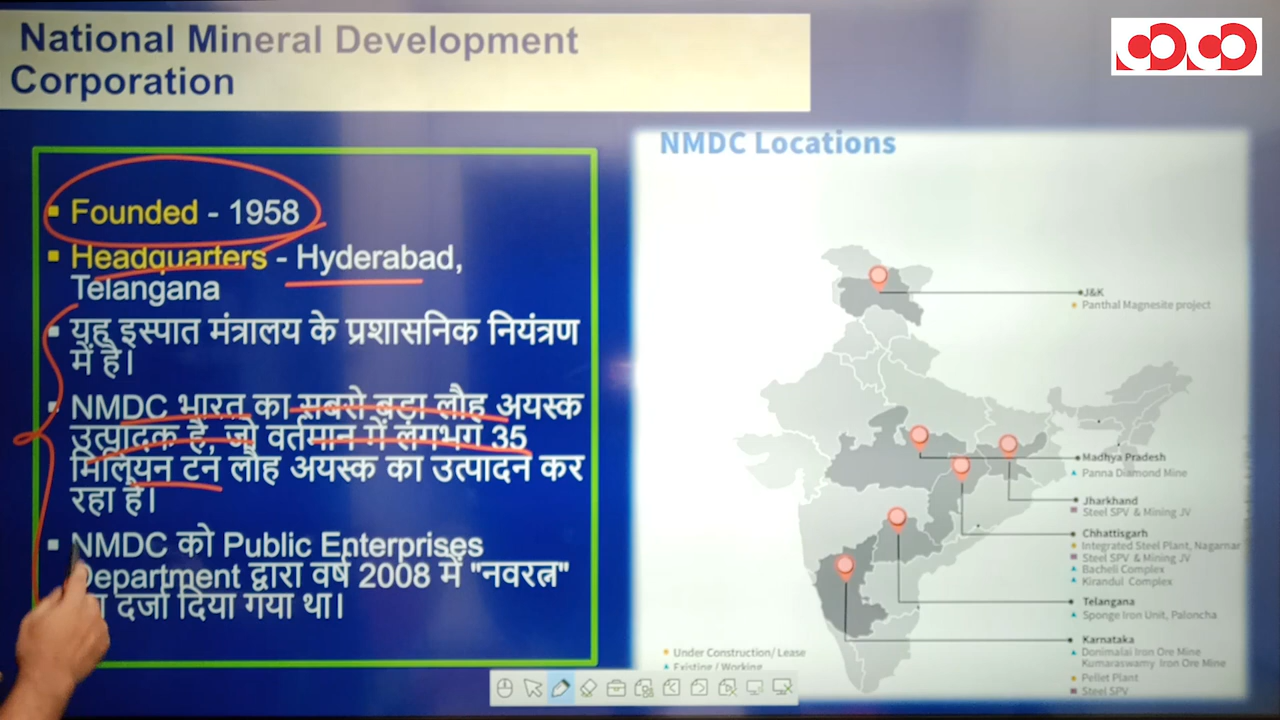 National Mineral Development
Corporation
Founded - 1958
Headquarters - Hyderabad,
Telangana
यह इस्पात मंत्रालय के प्रशासनिक नियंत्रण
में है।
NMDC भारत का सबसे बड़ा लौह अयस्क
उत्पादक है, जो वर्तमान में लगभग 35
मिलियन टन लौह अयस्क का उत्पादन कर
रहा है।
NMDC को Public Enterprises
Department द्वारा वर्ष 2008 में "नवरत्न"
दर्जा दिया गया था।
NMDC Locations
J&K
Panthal Magnesite project
Madhya Pradesh
Panna Diamond Mine
Jharkhand
Steel SPV & Mining JV
Chhattisgarh
Integrated Steel Plant, Nagarnar
Steel SPV & Mining JV
Bacheli Complex
Kirandul Complex
Telangana
Sponge Iron Unit, Paloncha
Karnataka
Donimalai Iron Ore Mine
Kumaraswamy Iron Ore Mine
Pellet Plant
Steel SPV
Under Construction/ Lease
Existing / Working